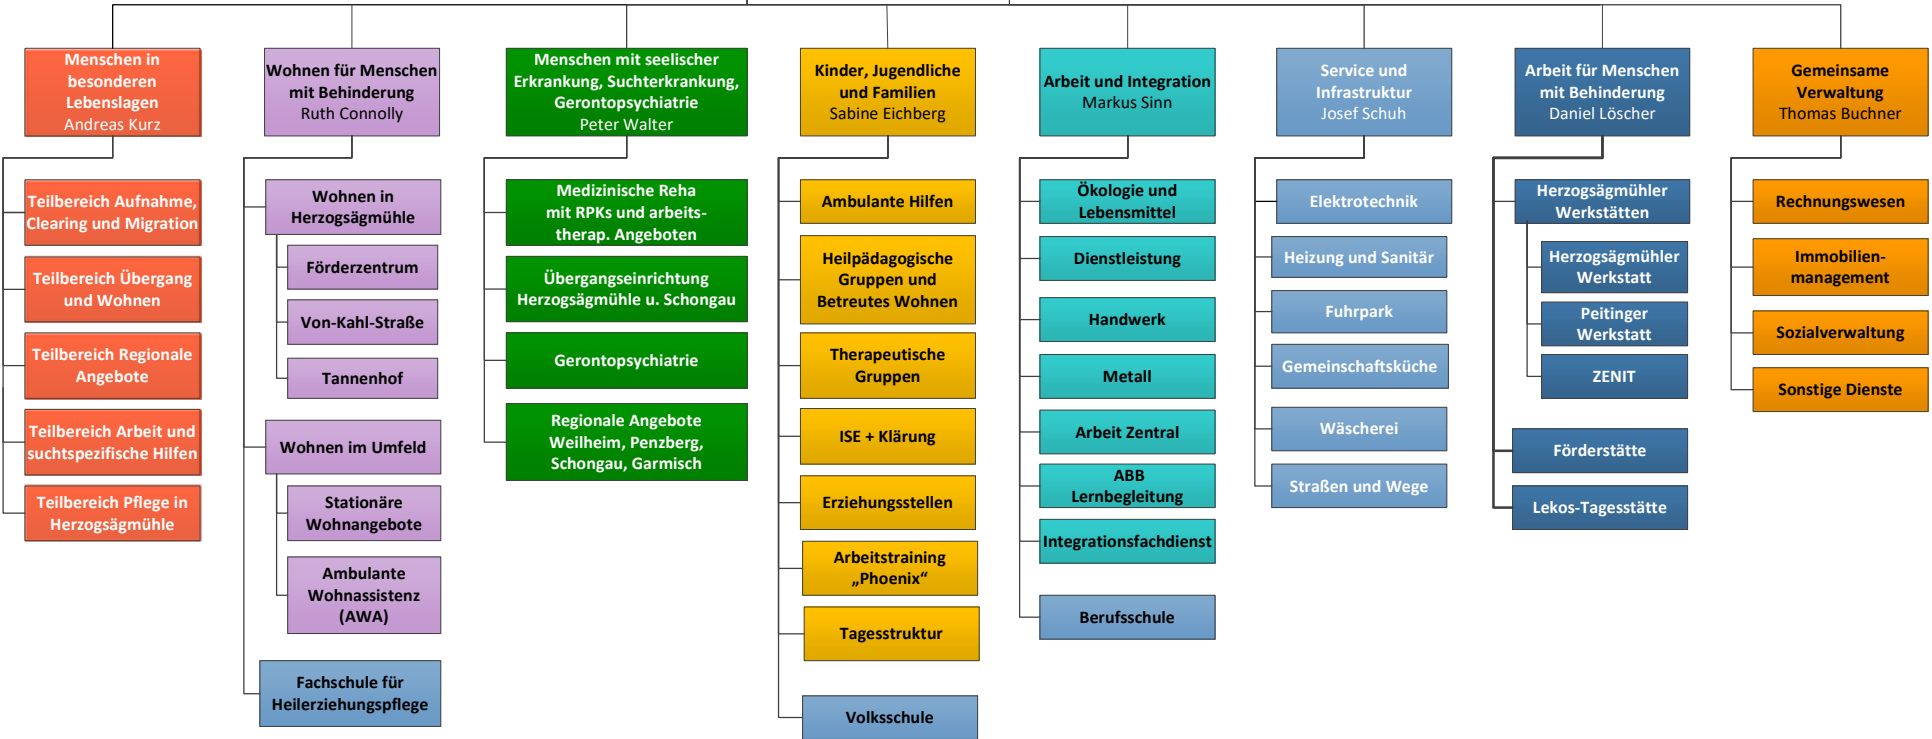 Menschen in
besonderen
Lebenslagen
Andreas Kurz
Teilbereich Aufnahme,
Clearing und Migration
Teilbereich Übergang
und Wohnen
Teilbereich Regionale
Angebote
Teilbereich Arbeit und
suchtspezifische Hilfen
Teilbereich Pflege in
Herzogsägmühle
Wohnen für Menschen
mit Behinderung
Ruth Connolly
Wohnen in
Herzogsägmühle
Förderzentrum
Von-Kahl-Straße
Tannenhof
Wohnen im Umfeld
Stationäre
Wohnangebote
Ambulante
Wohnassistenz
(AWA)
Fachschule für
Heilerziehungspflege
Menschen mit seelischer
Erkrankung, Suchterkrankung,
Gerontopsychiatrie
Peter Walter
Medizinische Reha
mit RPKs und arbeits-
therap. Angeboten
Übergangseinrichtung
Herzogsägmühle u. Schongau
Gerontopsychiatrie
Regionale Angebote
Weilheim, Penzberg,
Schongau, Garmisch
Kinder, Jugendliche
und Familien
Sabine Eichberg
Ambulante Hilfen
Heilpädagogische
Gruppen und
Betreutes Wohnen
Therapeutische
Gruppen
ISE + Klärung
Erziehungsstellen
Arbeitstraining
„Phoenix“
Tagesstruktur
Volksschule
Arbeit und Integration
Markus Sinn
Ökologie und
Lebensmittel
Dienstleistung
Handwerk
Metall
Arbeit Zentral
ABB
Lernbegleitung
Integrationsfachdienst
Berufsschule
Service und
Infrastruktur
Josef Schuh
Elektrotechnik
Heizung und Sanitär
Fuhrpark
Gemeinschaftsküche
Wäscherei
Straßen und Wege
Arbeit für Menschen
mit Behinderung
Daniel Löscher
Herzogsägmühler
Werkstätten
Herzogsägmühler
Werkstatt
Peitinger
Werkstatt
ZENIT
Förderstätte
Lekos-Tagesstätte
Gemeinsame
Verwaltung
Thomas Buchner
Rechnungswesen
Immobilien-
management
Sozialverwaltung
Sonstige Dienste